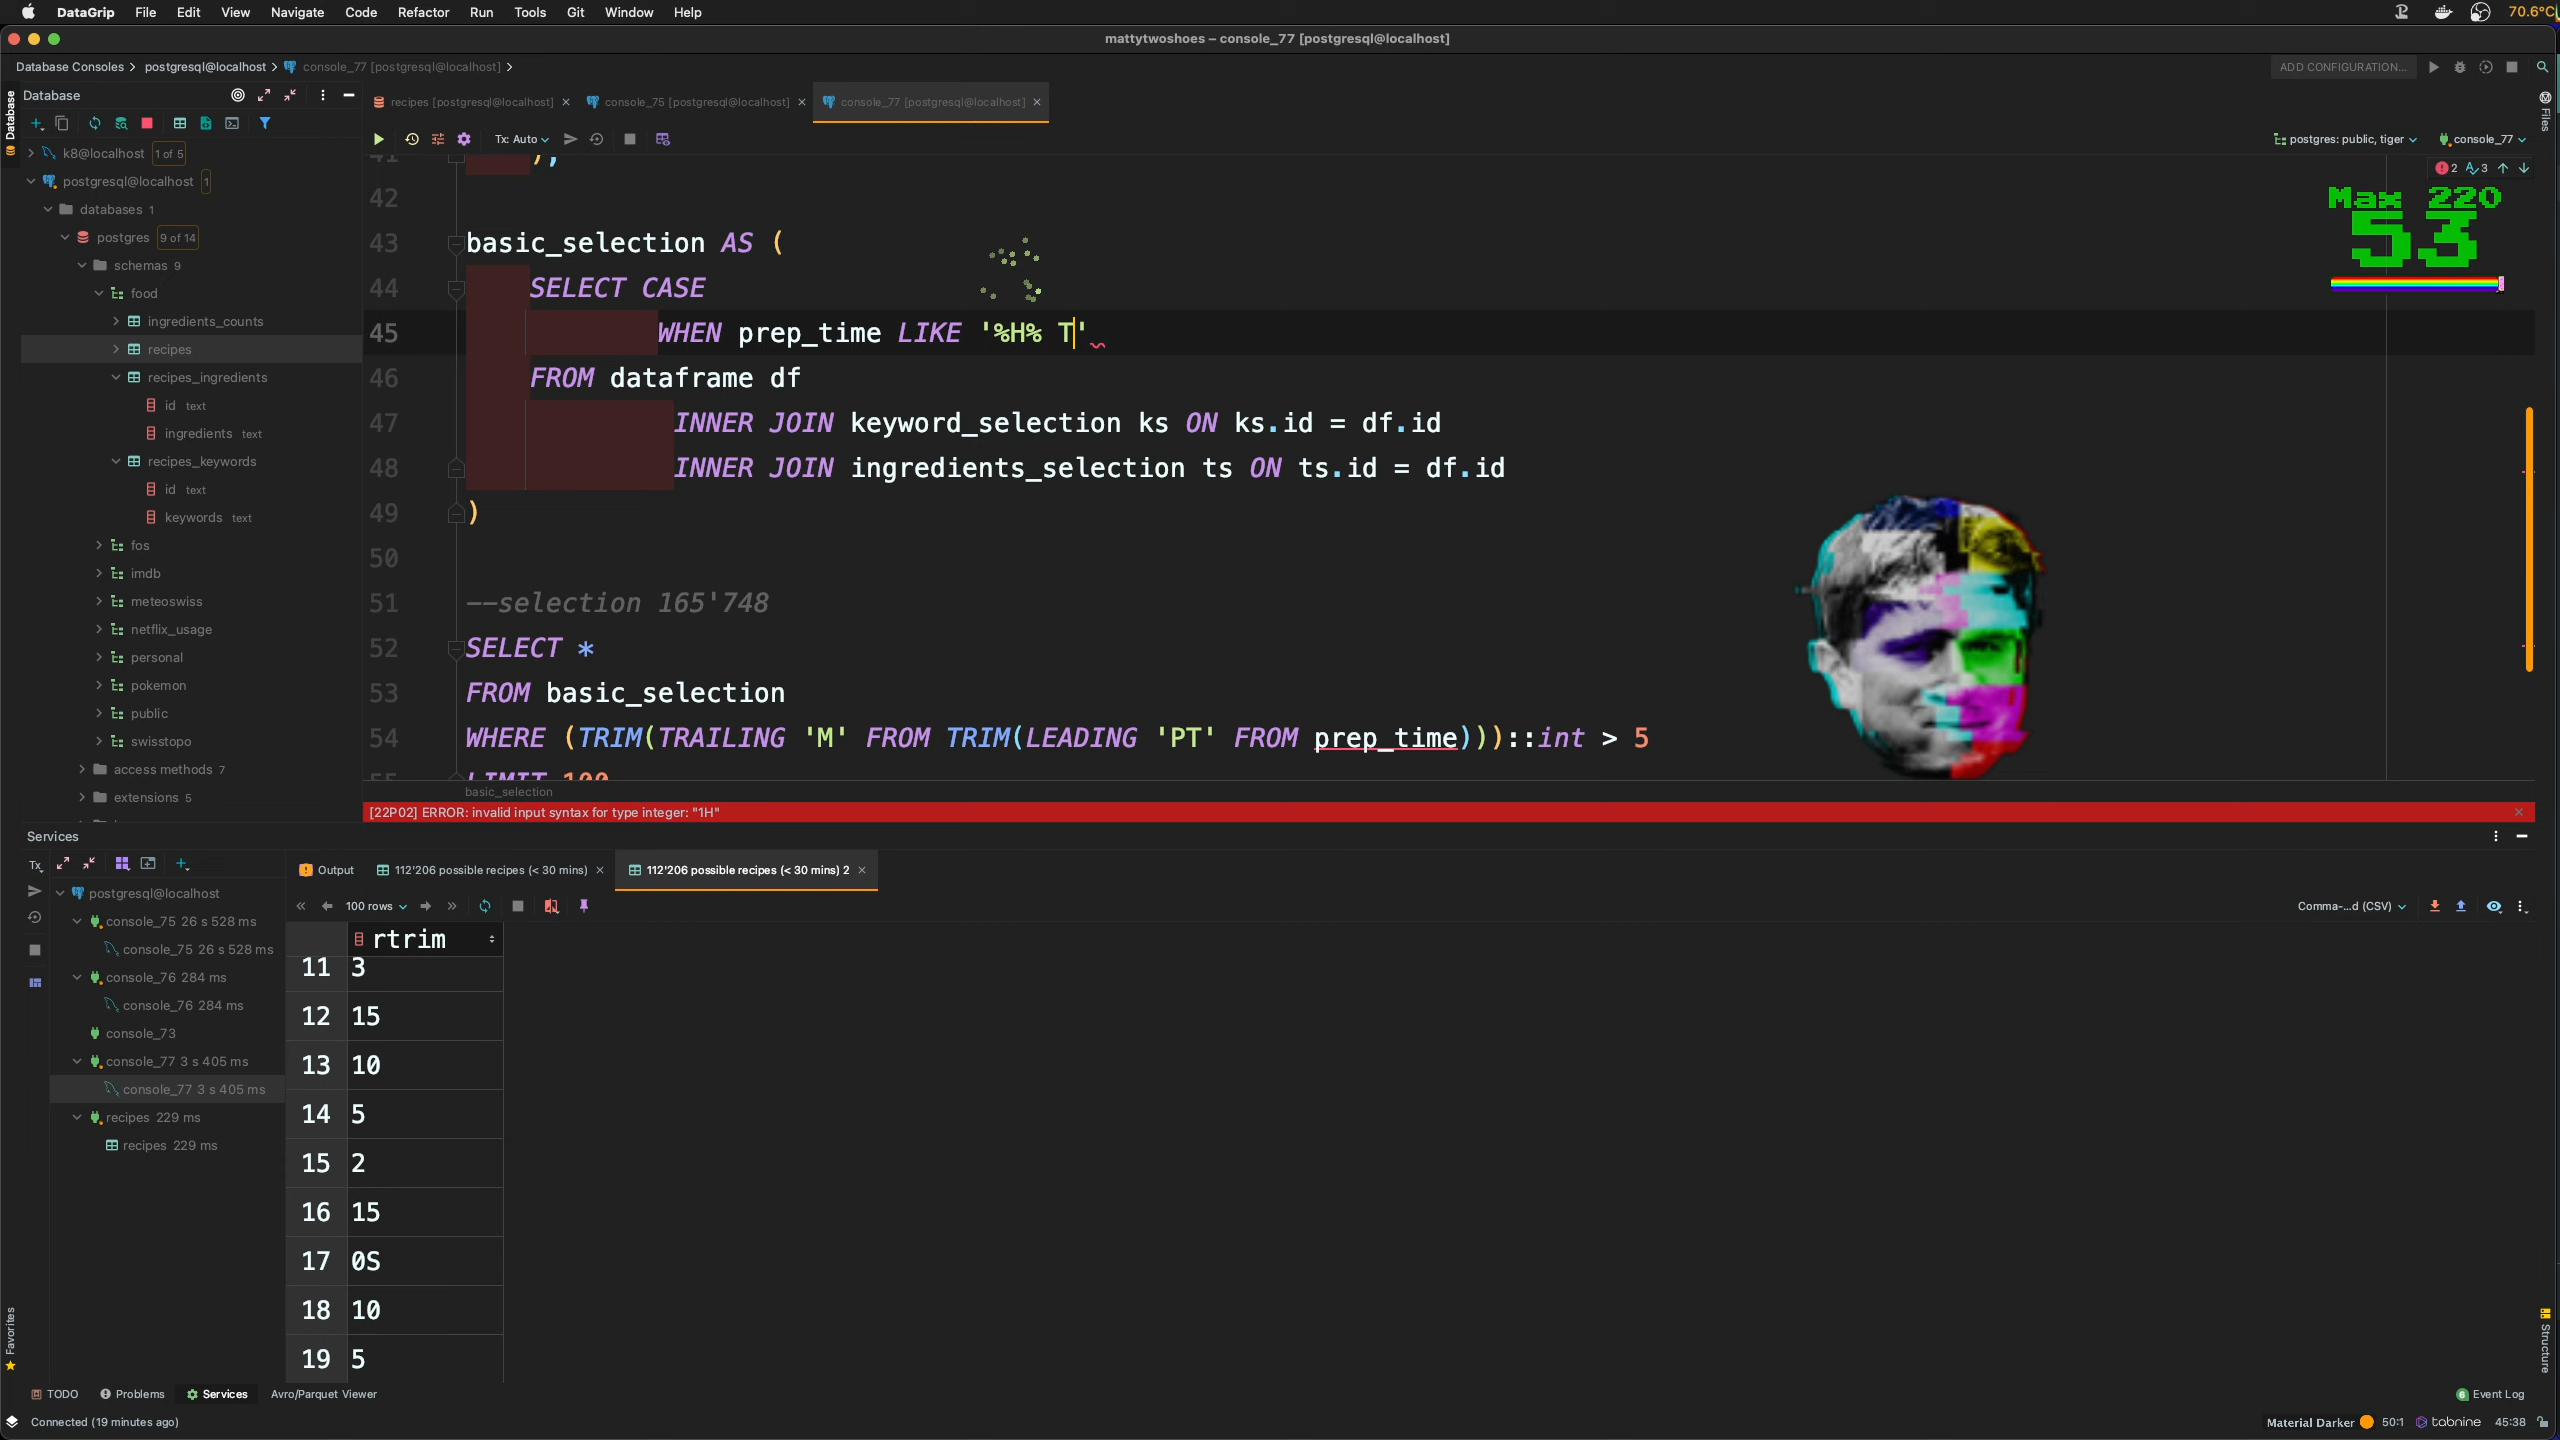 DataGrip File Edit View Navigate Code Refactor Run Tools Git Window Help 70.6°C
mattytwoshoes – console_77 [postgresql@localhost]
Database Consoles postgresql@localhost console_77 [postgresql@localhost] ADD CONFIGURATION...
Database
Database
recipes [postgresql@localhost] console_75 [postgresql@localhost] console_77 [postgresql@localhost]
Files
Tx: Auto postgres: public, tiger console_77
k8@localhost 1 of 5
postgresql@localhost 1
databases 1
postgres 9 of 14
schemas 9
food
ingredients_counts
recipes
recipes_ingredients
id text
ingredients text
recipes_keywords
id text
keywords text
fos
imdb
meteoswiss
netflix_usage
personal
pokemon
public
swisstopo
access methods 7
extensions 5
2 3
Max 220
53
41 ),
42
43 basic_selection AS (
44 SELECT CASE
45 WHEN prep_time LIKE '%H% T'
46 FROM dataframe df
47 INNER JOIN keyword_selection ks ON ks.id = df.id
48 INNER JOIN ingredients_selection ts ON ts.id = df.id
49 )
50
51 --selection 165'748
52 SELECT *
53 FROM basic_selection
54 WHERE (TRIM(TRAILING 'M' FROM TRIM(LEADING 'PT' FROM prep_time)))::int > 5
55 LIMIT 100
basic_selection
[22P02] ERROR: invalid input syntax for type integer: "1H"
Services
Tx
postgresql@localhost
console_75 26 s 528 ms
console_75 26 s 528 ms
console_76 284 ms
console_76 284 ms
console_73
console_77 3 s 405 ms
console_77 3 s 405 ms
recipes 229 ms
recipes 229 ms
Output 112'206 possible recipes (< 30 mins) 112'206 possible recipes (< 30 mins) 2
100 rows Comma-...d (CSV)
rtrim
11 3
12 15
13 10
14 5
15 2
16 15
17 0S
18 10
19 5
Favorites
Structure
TODO Problems Services Avro/Parquet Viewer 6 Event Log
Connected (19 minutes ago) Material Darker 50:1 tabnine 45:38